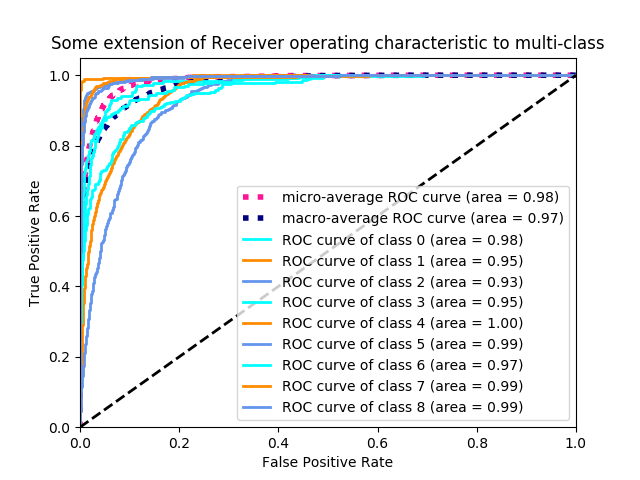 Some extension of Receiver operating characteristic to multi-class
1.0
0.8
0.6
0.4
0.2
0.0
True Positive Rate
micro-average ROC curve (area = 0.98)
macro-average ROC curve (area = 0.97)
ROC curve of class 0 (area = 0.98)
ROC curve of class 1 (area = 0.95)
ROC curve of class 2 (area = 0.93)
ROC curve of class 3 (area = 0.95)
ROC curve of class 4 (area = 1.00)
ROC curve of class 5 (area = 0.99)
ROC curve of class 6 (area = 0.97)
ROC curve of class 7 (area = 0.99)
ROC curve of class 8 (area = 0.99)
0.0 0.2 0.4 0.6 0.8 1.0
False Positive Rate